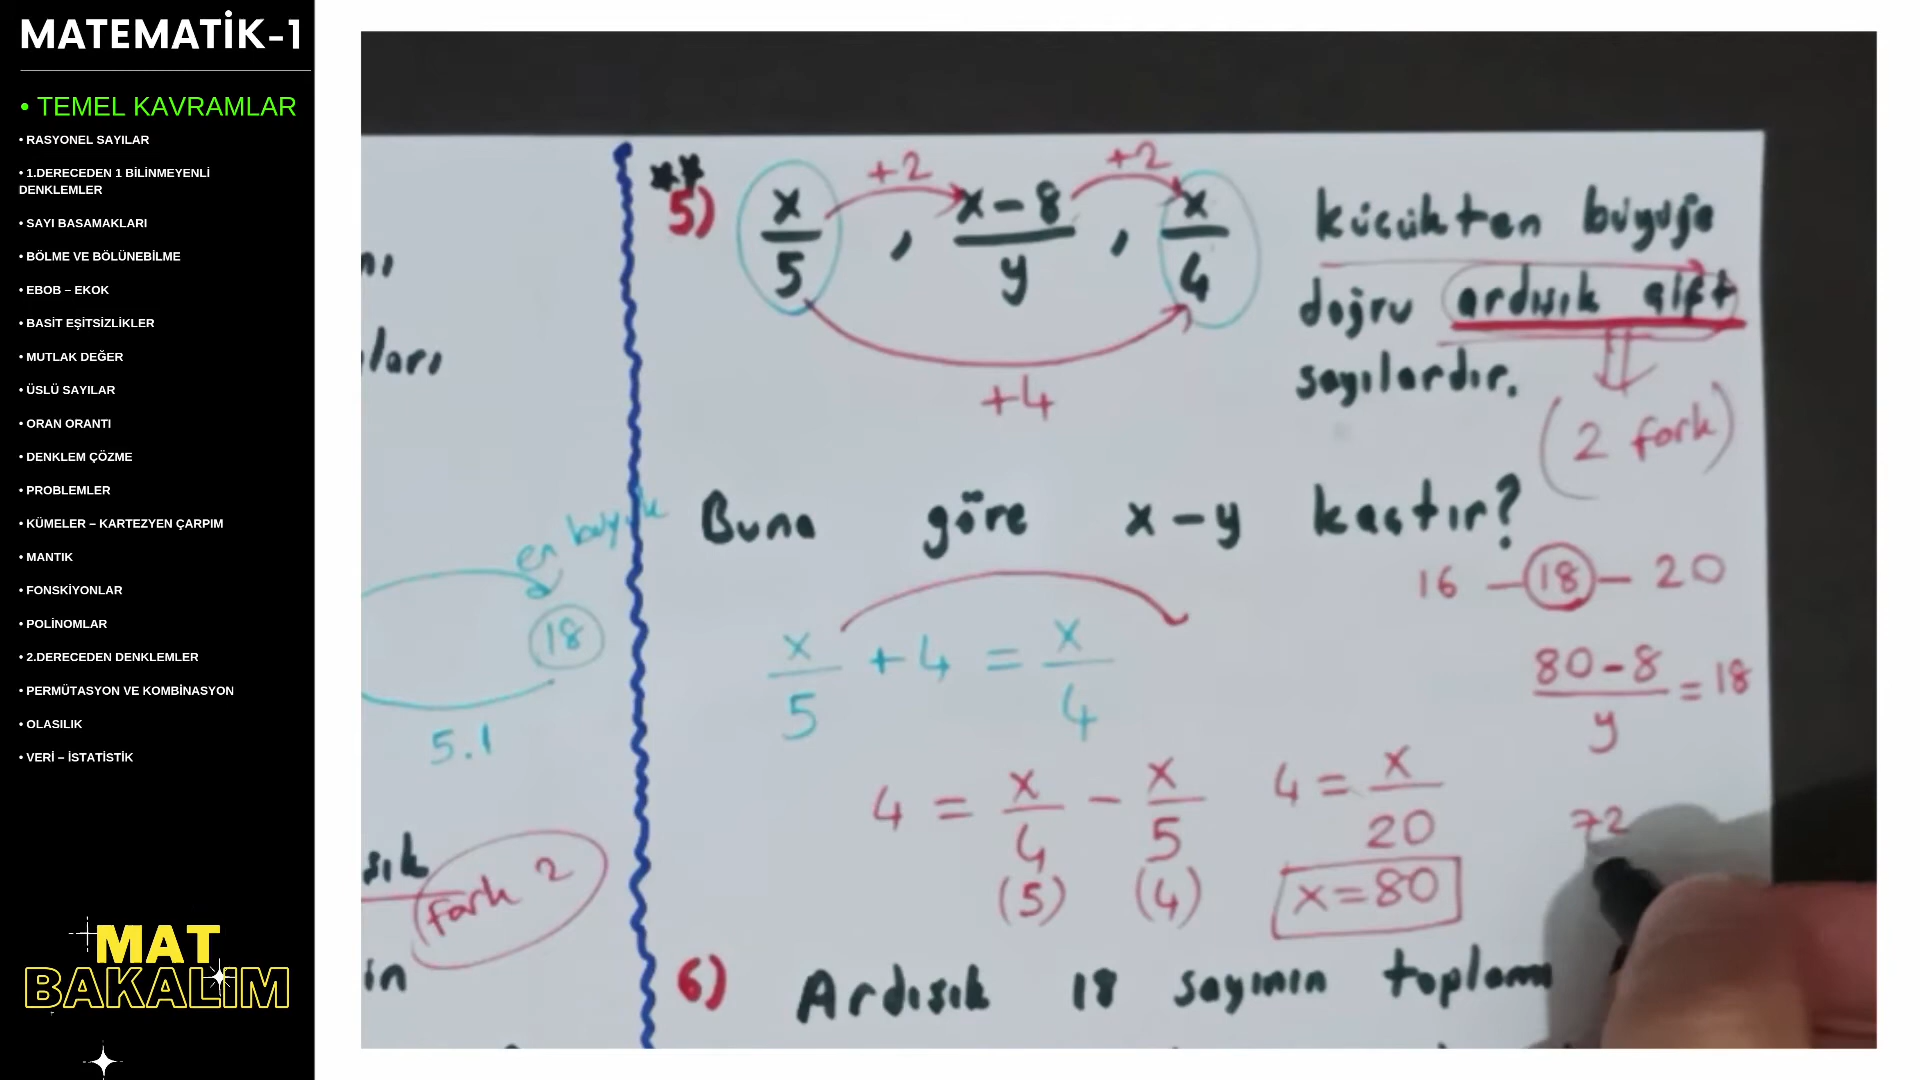 MATEMATİK-1
• TEMEL KAVRAMLAR
• RASYONEL SAYILAR
• 1.DERECEDEN 1 BİLİNMEYENLİ
DENKLEMLER
• SAYI BASAMAKLARI
• BÖLME VE BÖLÜNEBİLME
• EBOB – EKOK
• BASİT EŞİTSİZLİKLER
• MUTLAK DEĞER
• ÜSLÜ SAYILAR
• ORAN ORANTI
• DENKLEM ÇÖZME
• PROBLEMLER
• KÜMELER – KARTEZYEN ÇARPIM
• MANTIK
• FONSKİYONLAR
• POLİNOMLAR
• 2.DERECEDEN DENKLEMLER
• PERMÜTASYON VE KOMBİNASYON
• OLASILIK
• VERİ – İSTATİSTİK
MAT
BAKALIM
ları
en büyük
18
5.1
sık
fark 2
in
+2 +2
5) x/5 , x-8/y , x/4 küçükten büyüğe
doğru ardışık çift
sayılardır.
+4
(2 fark)
Buna göre x-y kaçtır?
16 - 18 - 20
x/5 + 4 = x/4
80-8/y = 18
4 = x/4 - x/5 4 = x/20
72
(5) (4) x=80
6) Ardışık 18 sayının toplamı